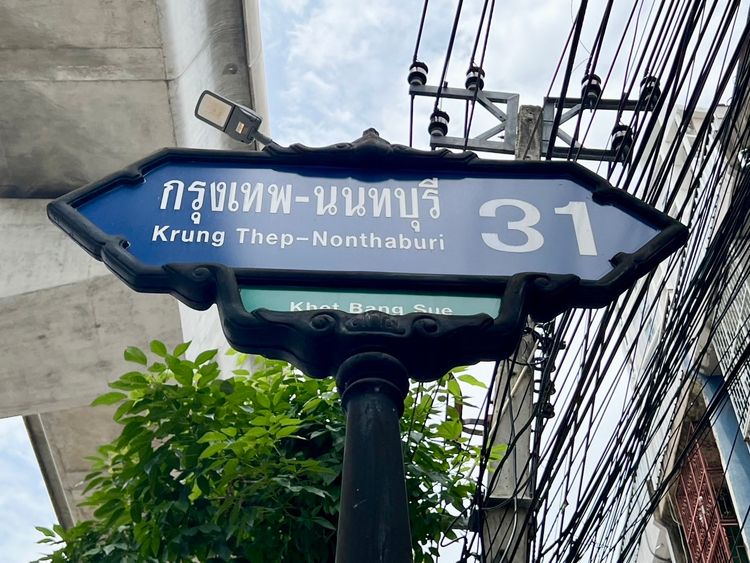 กรุงเทพ-นนทบุรี 31
Krung Thep-Nonthaburi
Khet Bang Sue